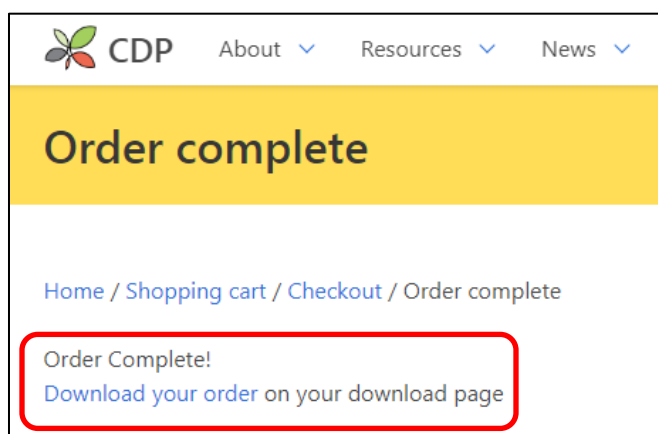 CDP About Resources News
Order complete
Home / Shopping cart / Checkout / Order complete
Order Complete!
Download your order on your download page